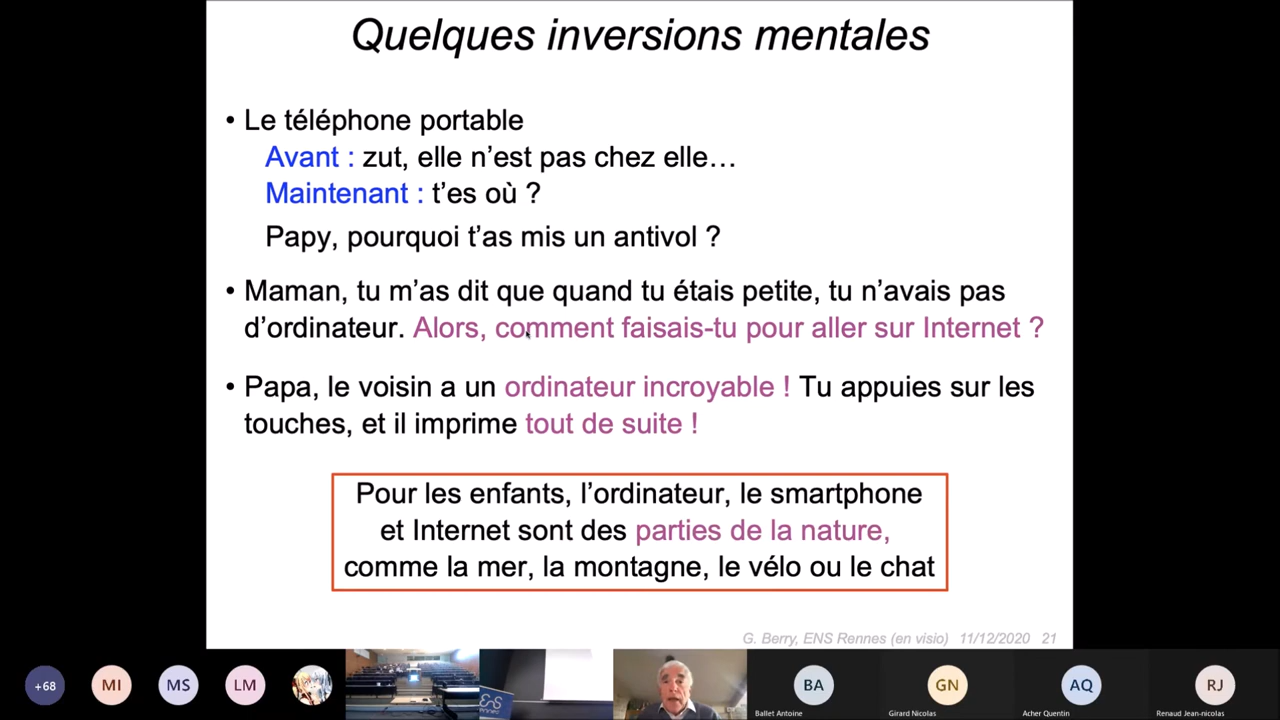 Quelques inversions mentales
• Le téléphone portable
Avant : zut, elle n’est pas chez elle…
Maintenant : t’es où ?
Papy, pourquoi t’as mis un antivol ?
• Maman, tu m’as dit que quand tu étais petite, tu n’avais pas
d’ordinateur. Alors, comment faisais-tu pour aller sur Internet ?
• Papa, le voisin a un ordinateur incroyable ! Tu appuies sur les
touches, et il imprime tout de suite !
Pour les enfants, l’ordinateur, le smartphone
et Internet sont des parties de la nature,
comme la mer, la montagne, le vélo ou le chat
G. Berry, ENS Rennes (en visio) 11/12/2020 21
+68 MI MS LM BA GN AQ RJ
Ballet Antoine Girard Nicolas Acher Quentin Renaud Jean-nicolas